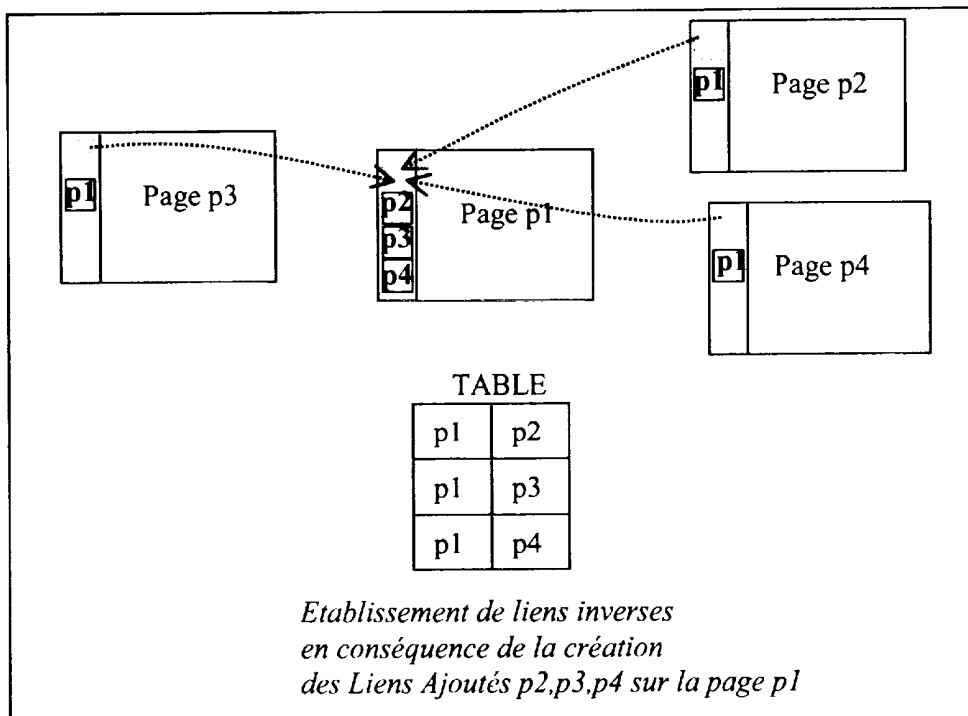 p1 Page p2
p1 Page p3
p2 Page p1
p3
p4
p1 Page p4
TABLE
p1 p2
p1 p3
p1 p4
Etablissement de liens inverses
en conséquence de la création
des Liens Ajoutés p2,p3,p4 sur la page p1